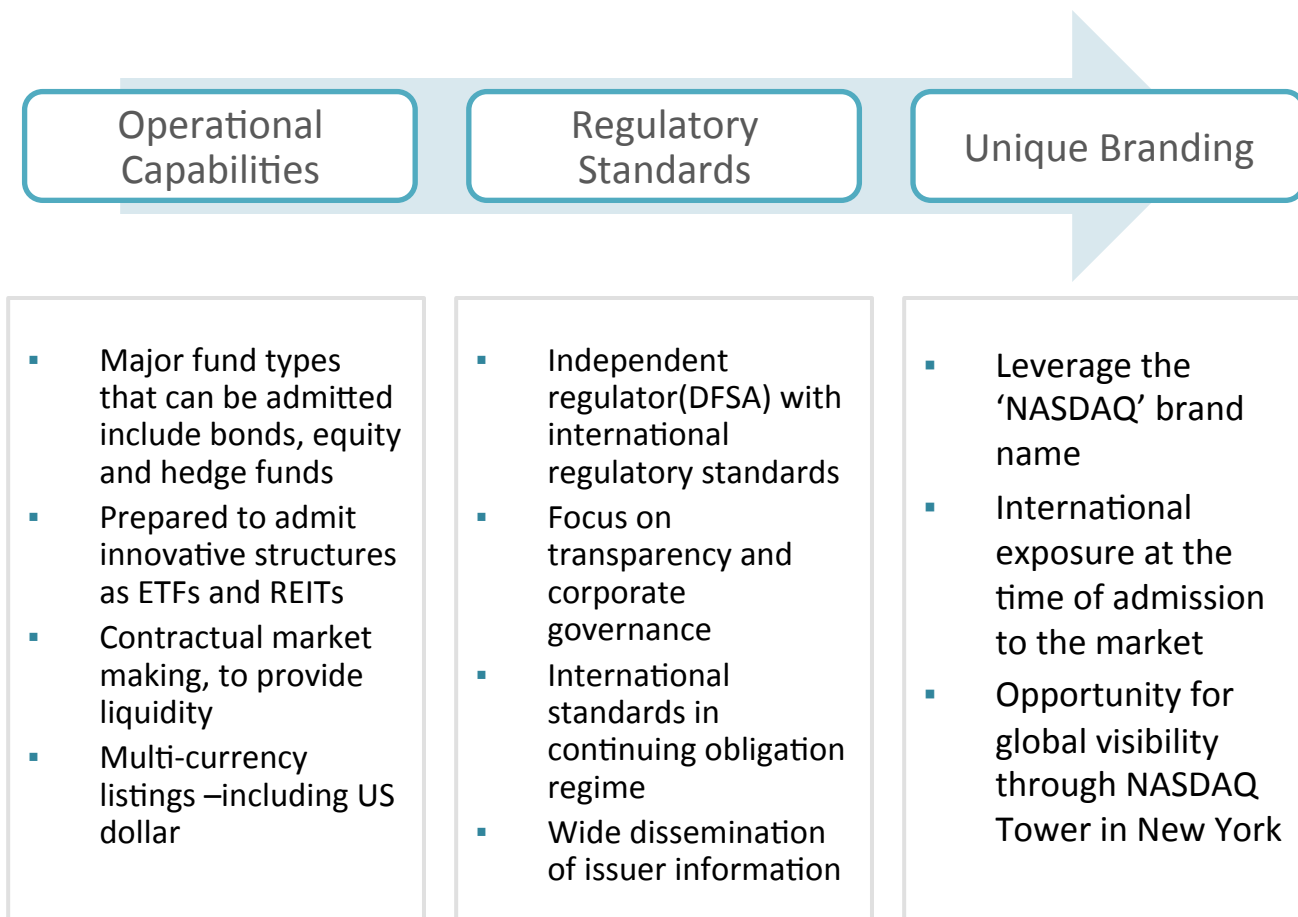 Operational
Capabilities
Regulatory
Standards
Unique Branding
▪ Major fund types
that can be admitted
include bonds, equity
and hedge funds
▪ Prepared to admit
innovative structures
as ETFs and REITs
▪ Contractual market
making, to provide
liquidity
▪ Multi-currency
listings –including US
dollar
▪ Independent
regulator(DFSA) with
international
regulatory standards
▪ Focus on
transparency and
corporate
governance
▪ International
standards in
continuing obligation
regime
▪ Wide dissemination
of issuer information
▪ Leverage the
‘NASDAQ’ brand
name
▪ International
exposure at the
time of admission
to the market
▪ Opportunity for
global visibility
through NASDAQ
Tower in New York